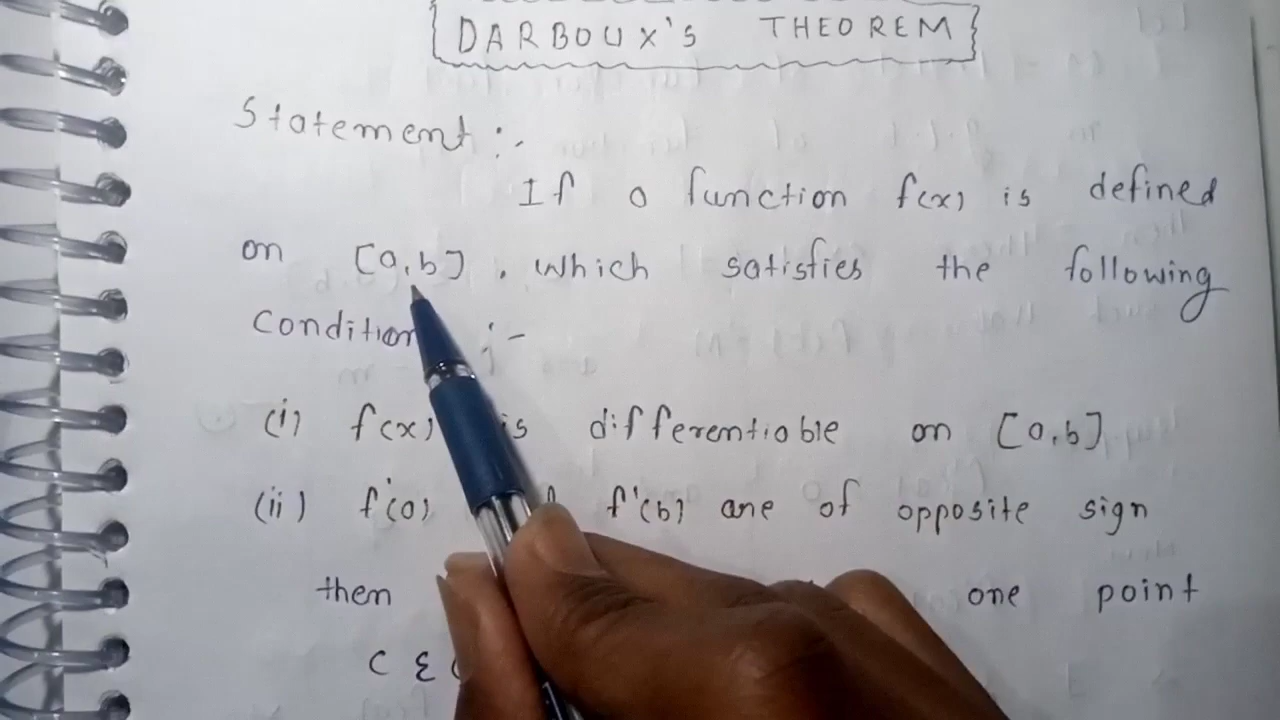 DARBOUX'S THEOREM
Statement :-
If a function f(x) is defined
on [a,b] . which satisfies the following
condition ;-
(i) f(x) is differentiable on [a,b]
(ii) f'(a) f'(b) are of opposite sign
then one point
C ε